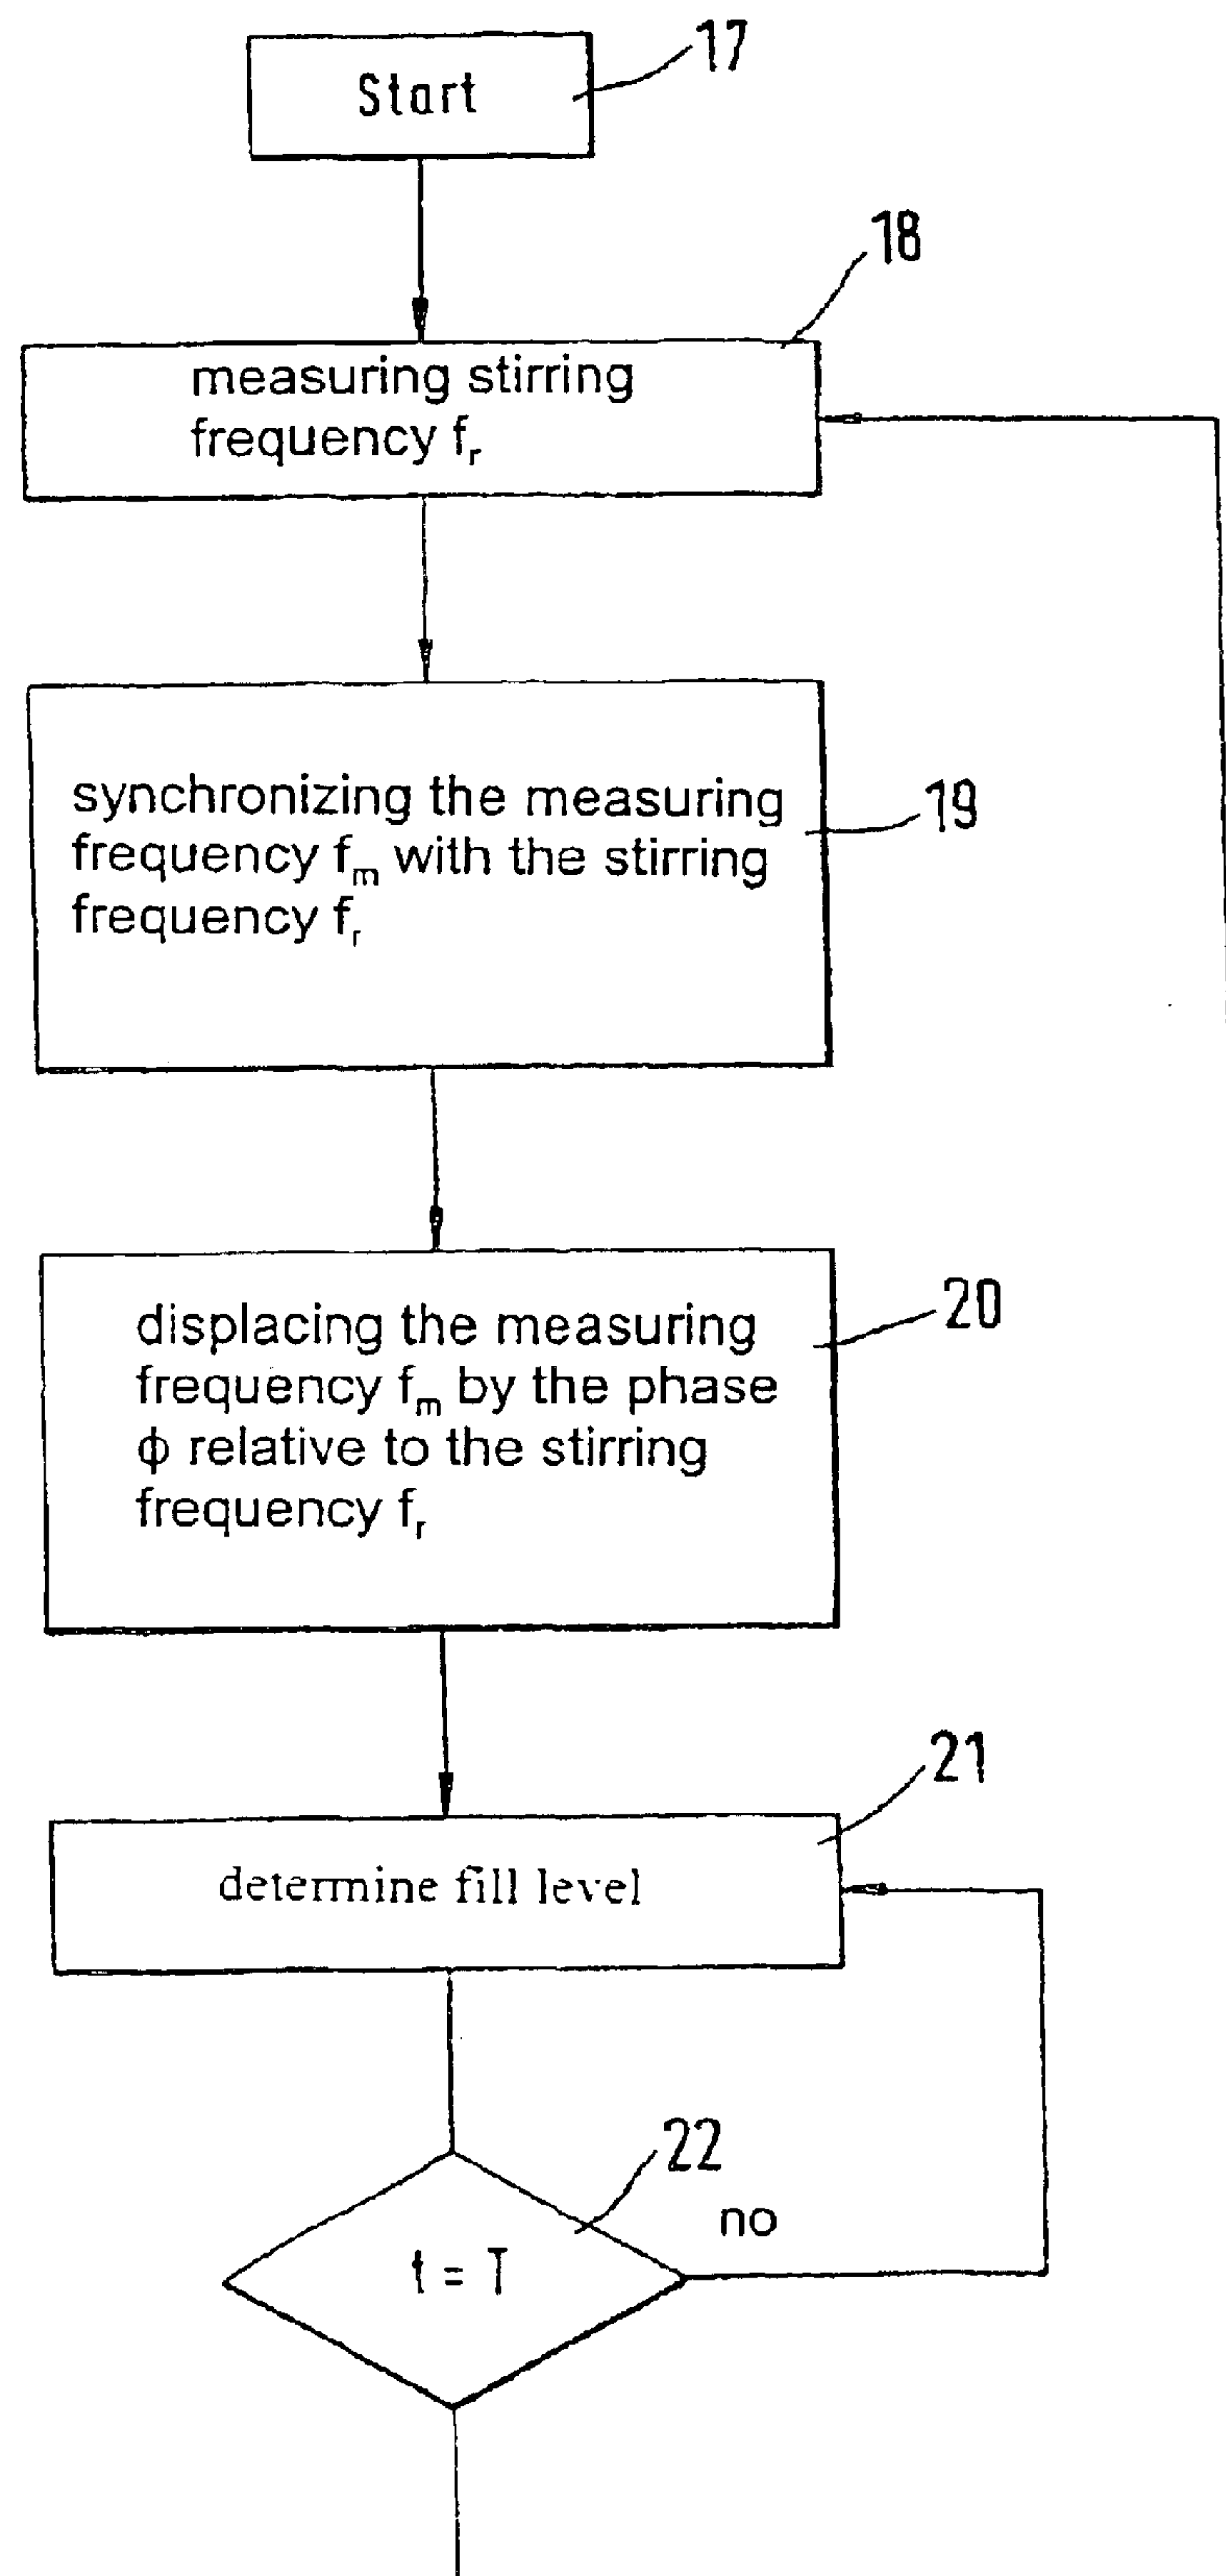 17
Start
18
measuring stirring
frequency fᵣ
19
synchronizing the measuring
frequency fₘ with the stirring
frequency fᵣ
20
displacing the measuring
frequency fₘ by the phase
ϕ relative to the stirring
frequency fᵣ
21
determine fill level
22
no
t = T